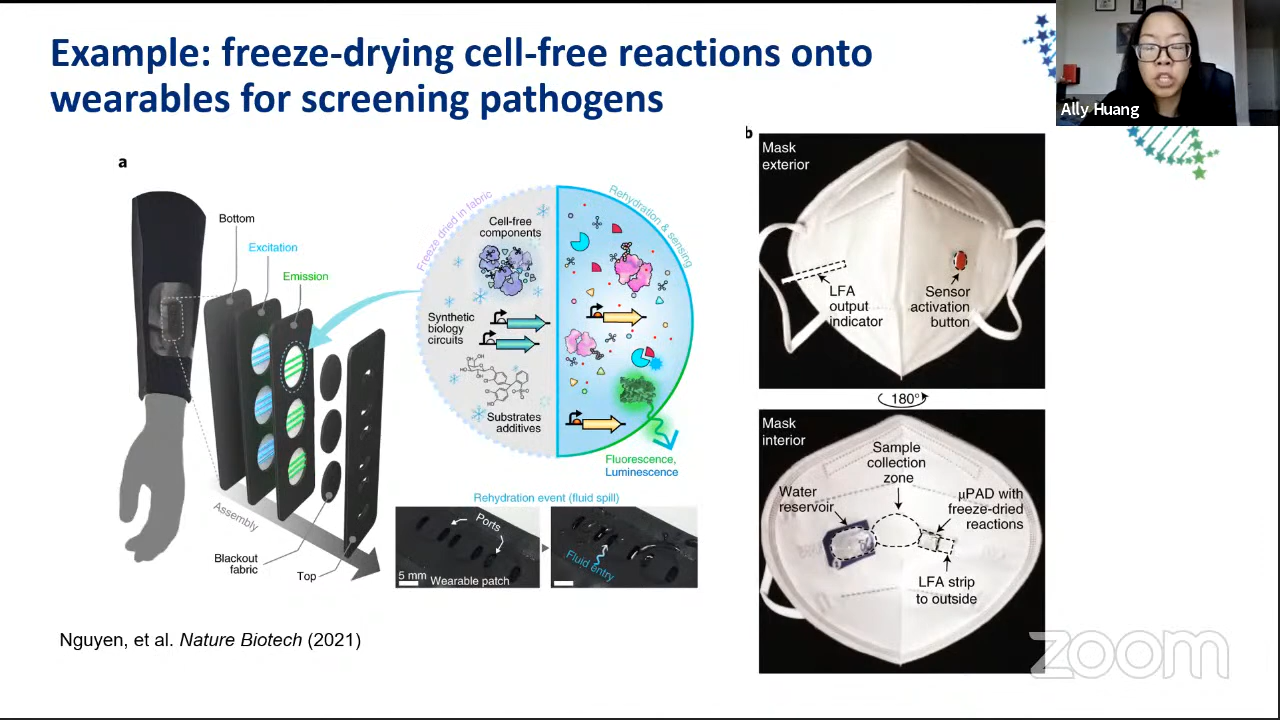 Example: freeze-drying cell-free reactions onto
wearables for screening pathogens
Ally Huang
a
Bottom
Excitation
Emission
Assembly
Blackout
fabric
Top
Freeze dried in fabric
Rehydration & sensing
Cell-free
components
Synthetic
biology
circuits
Substrates
additives
Fluorescence,
Luminescence
Rehydration event (fluid spill)
Ports
5 mm
Wearable patch
Fluid entry
b
Mask
exterior
LFA
output
indicator
Sensor
activation
button
180°
Mask
interior
Sample
collection
zone
Water
reservoir
µPAD with
freeze-dried
reactions
LFA strip
to outside
Nguyen, et al. Nature Biotech (2021)
zoom